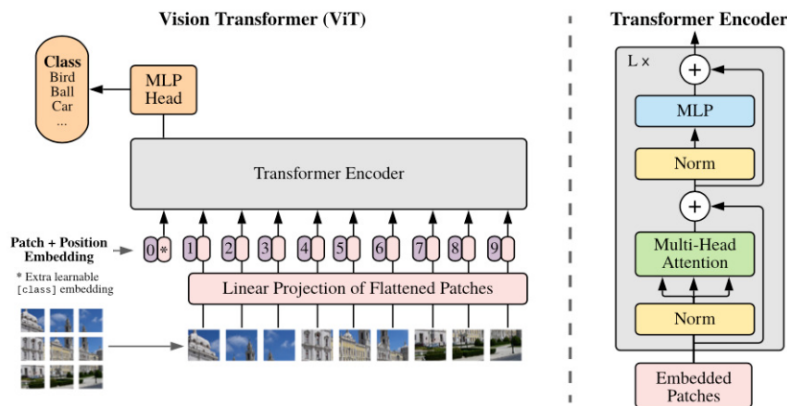 Vision Transformer (ViT)
Class
Bird
Ball
Car
...
MLP
Head
Transformer Encoder
Patch + Position
Embedding
0 * 1 2 3 4 5 6 7 8 9
* Extra learnable
[class] embedding
Linear Projection of Flattened Patches
Transformer Encoder
L ×
+
MLP
Norm
+
Multi-Head
Attention
Norm
Embedded
Patches